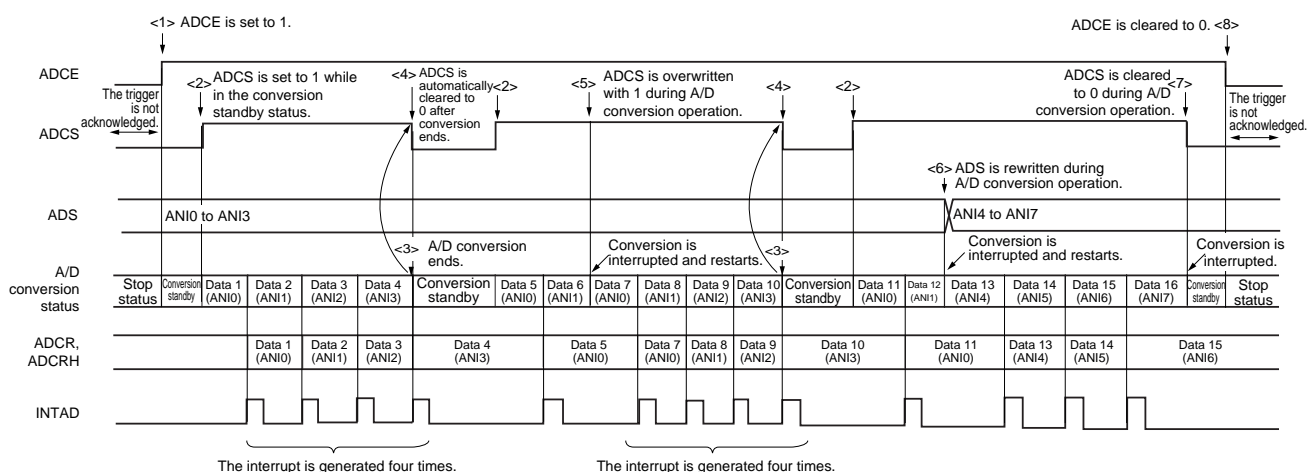 <1> ADCE is set to 1.
ADCE is cleared to 0. <8>
ADCE
The trigger
is not
acknowledged.
<2> ADCS is set to 1 while
in the conversion
standby status.
<4> ADCS is
automatically
cleared to
0 after
conversion
ends.
<2>
<5> ADCS is overwritten
with 1 during A/D
conversion operation.
<4>
<2>
ADCS is cleared
to 0 during A/D
conversion operation.
<7>
The trigger
is not
acknowledged.
ADCS
<6> ADS is rewritten during
A/D conversion operation.
ADS
ANI0 to ANI3
ANI4 to ANI7
<3> A/D conversion
ends.
Conversion is
interrupted and restarts.
<3>
Conversion is
interrupted and restarts.
Conversion is
interrupted.
A/D
conversion
status
Stop
status
Conversion
standby
Data 1
(ANI0)
Data 2
(ANI1)
Data 3
(ANI2)
Data 4
(ANI3)
Conversion
standby
Data 5
(ANI0)
Data 6
(ANI1)
Data 7
(ANI0)
Data 8
(ANI1)
Data 9
(ANI2)
Data 10
(ANI3)
Conversion
standby
Data 11
(ANI0)
Data 12
(ANI1)
Data 13
(ANI4)
Data 14
(ANI5)
Data 15
(ANI6)
Data 16
(ANI7)
Conversion
standby
Stop
status
ADCR,
ADCRH
Data 1
(ANI0)
Data 2
(ANI1)
Data 3
(ANI2)
Data 4
(ANI3)
Data 5
(ANI0)
Data 7
(ANI0)
Data 8
(ANI1)
Data 9
(ANI2)
Data 10
(ANI3)
Data 11
(ANI0)
Data 13
(ANI4)
Data 14
(ANI5)
Data 15
(ANI6)
INTAD
The interrupt is generated four times.
The interrupt is generated four times.